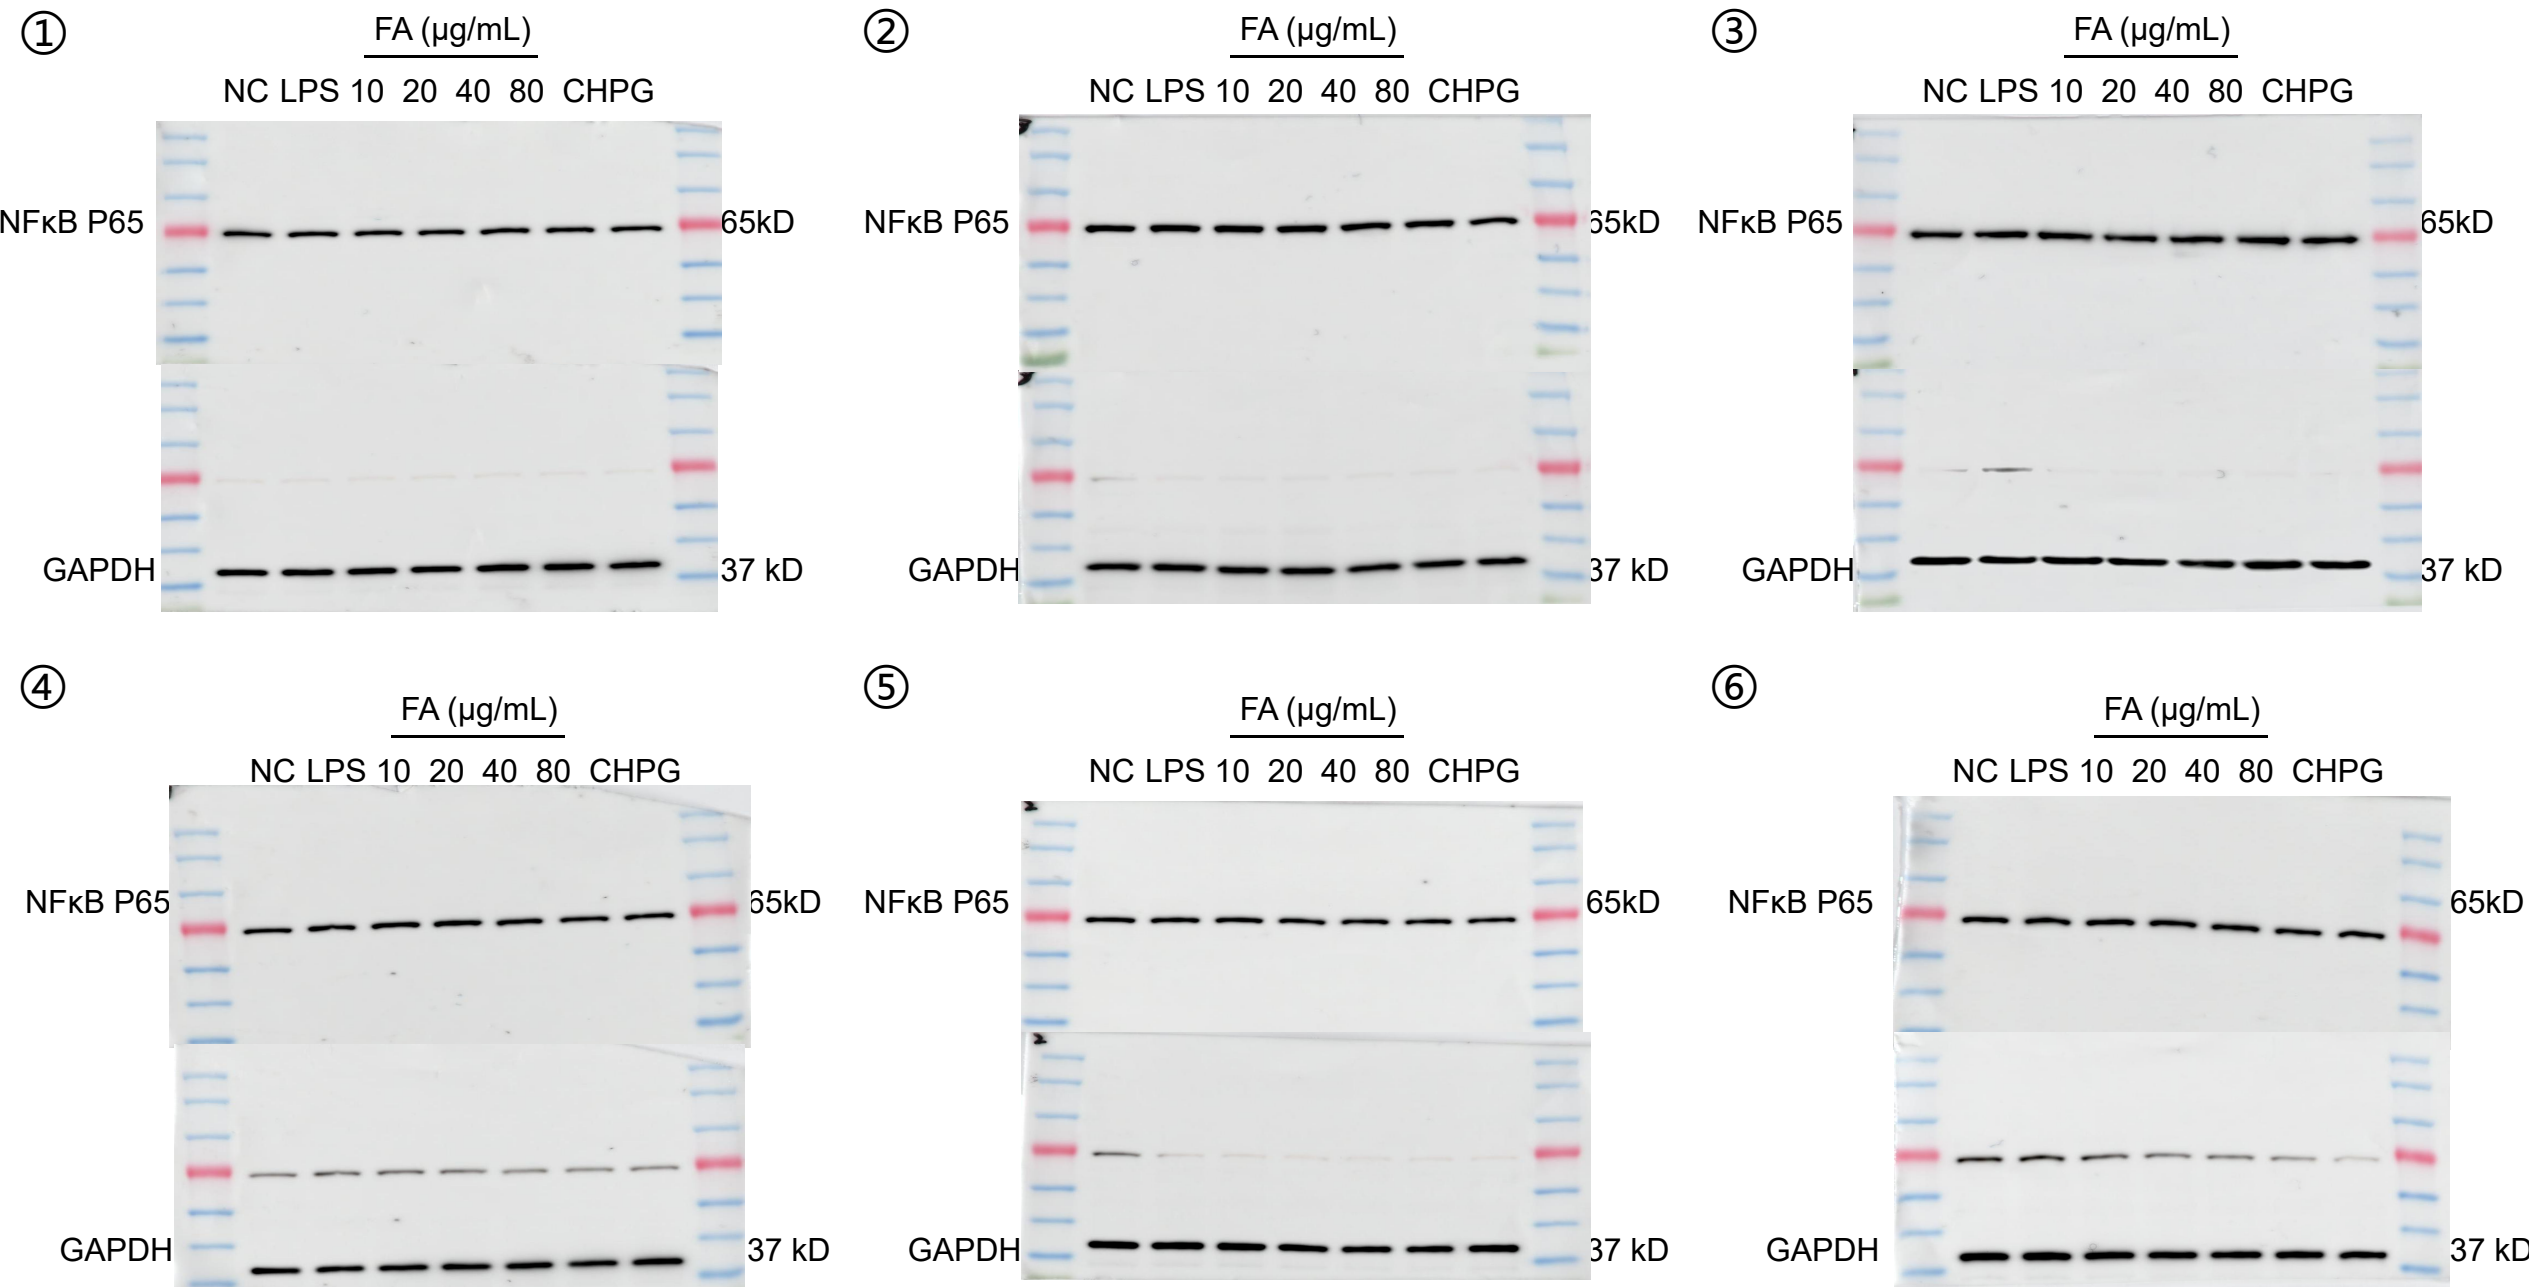 ① ② ③
FA (µg/mL) FA (µg/mL) FA (µg/mL)
NC LPS 10 20 40 80 CHPG NC LPS 10 20 40 80 CHPG NC LPS 10 20 40 80 CHPG
NFκB P65 65kD NFκB P65 65kD NFκB P65 65kD
GAPDH 37 kD GAPDH 37 kD GAPDH 37 kD
④ ⑤ ⑥
FA (µg/mL) FA (µg/mL) FA (µg/mL)
NC LPS 10 20 40 80 CHPG NC LPS 10 20 40 80 CHPG NC LPS 10 20 40 80 CHPG
NFκB P65 65kD NFκB P65 65kD NFκB P65 65kD
GAPDH 37 kD GAPDH 37 kD GAPDH 37 kD